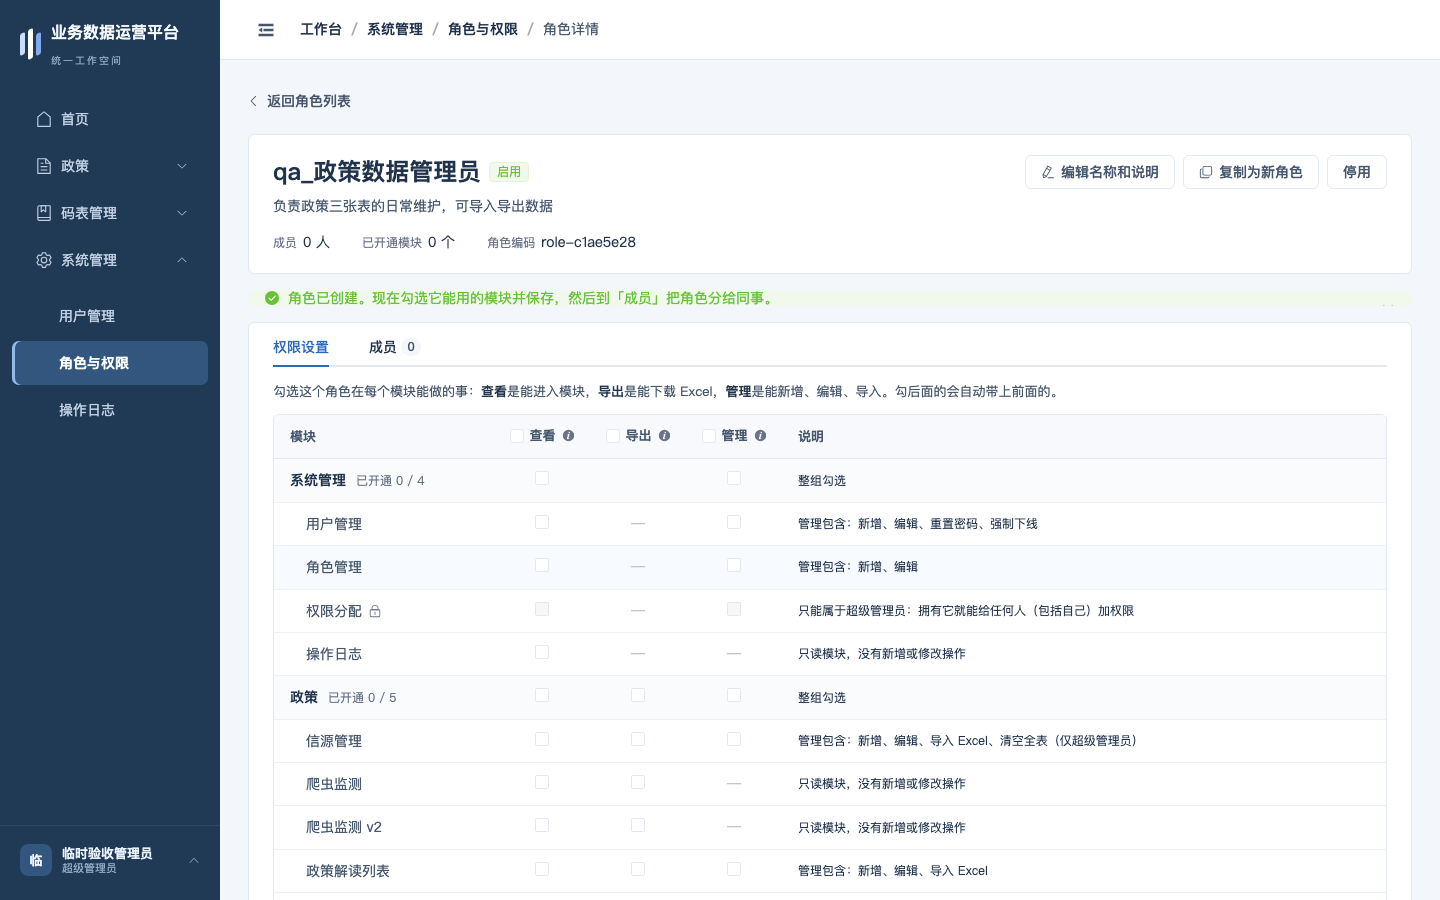 业务数据运营平台
统一工作空间
首页
政策
码表管理
系统管理
用户管理
角色与权限
操作日志
临
临时验收管理员
超级管理员
工作台 / 系统管理 / 角色与权限 / 角色详情
返回角色列表
qa_政策数据管理员 启用
编辑名称和说明 复制为新角色 停用
负责政策三张表的日常维护，可导入导出数据
成员 0 人 已开通模块 0 个 角色编码 role-c1ae5e28
角色已创建。现在勾选它能用的模块并保存，然后到「成员」把角色分给同事。
权限设置 成员 0
勾选这个角色在每个模块能做的事：查看是能进入模块，导出是能下载 Excel，管理是能新增、编辑、导入。勾后面的会自动带上前面的。
模块 查看 导出 管理 说明
系统管理 已开通 0 / 4 整组勾选
用户管理 — 管理包含：新增、编辑、重置密码、强制下线
角色管理 — 管理包含：新增、编辑
权限分配 — 只能属于超级管理员：拥有它就能给任何人（包括自己）加权限
操作日志 — — 只读模块，没有新增或修改操作
政策 已开通 0 / 5 整组勾选
信源管理 管理包含：新增、编辑、导入 Excel、清空全表（仅超级管理员）
爬虫监测 — 只读模块，没有新增或修改操作
爬虫监测 v2 — 只读模块，没有新增或修改操作
政策解读列表 管理包含：新增、编辑、导入 Excel